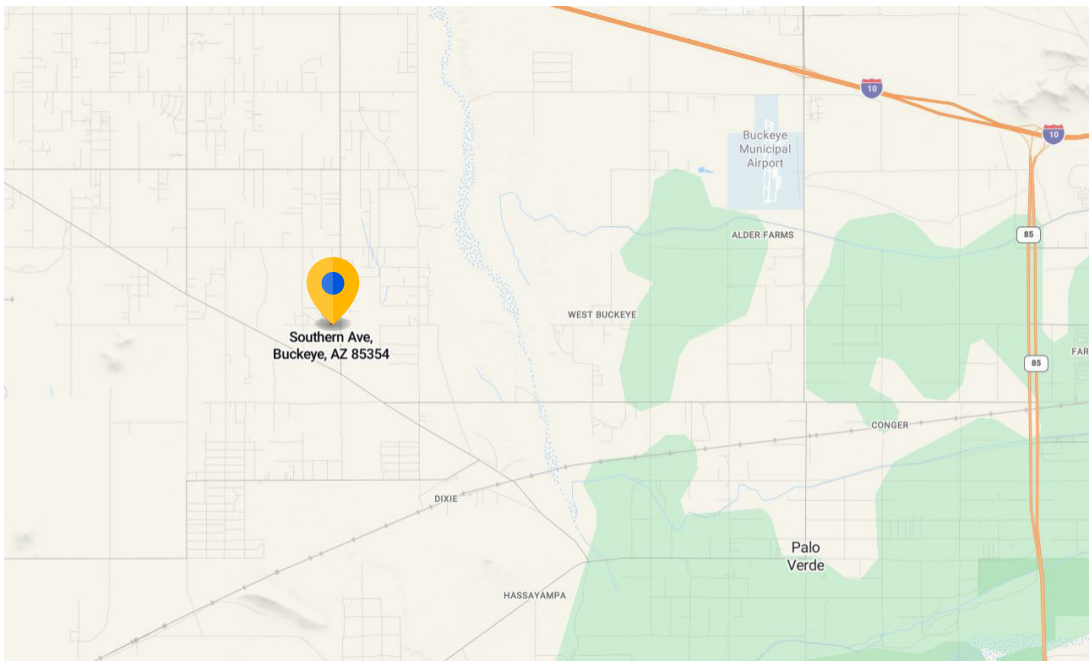 10
10
Buckeye
Municipal
Airport
85
ALDER FARMS
WEST BUCKEYE
Southern Ave,
Buckeye, AZ 85354
85
FAR
CONGER
DIXIE
Palo
Verde
HASSAYAMPA